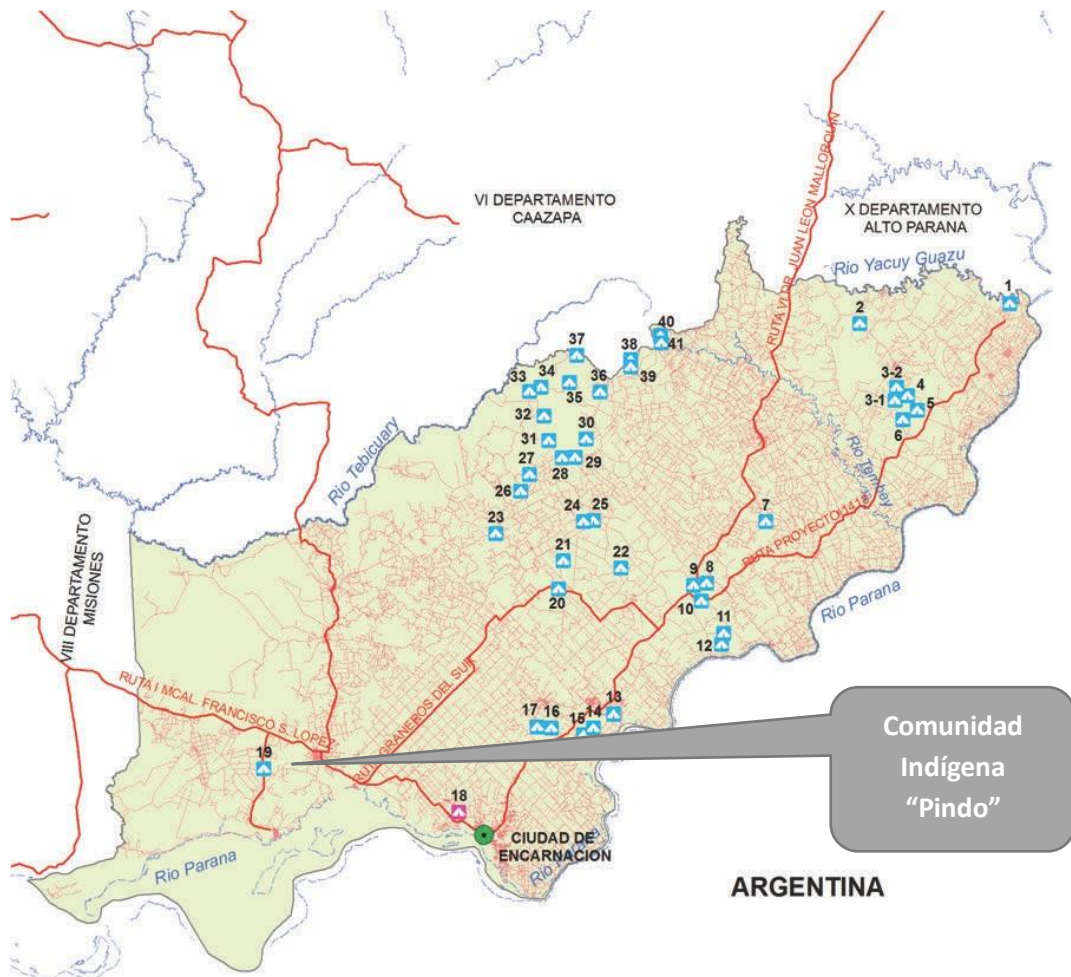 VI DEPARTAMENTO
CAAZAPA
X DEPARTAMENTO
ALTO PARANA
RUTA VI DR. JUAN LEON MALLORQUIN
Rio Yacuy Guazu
1
2
40
41
38
39
37
3-2
4
3-1
5
6
33
34
35
36
32
31
30
27
28
29
26
Rio Tebicuary
Rio Tembey
23
24
25
7
RUTA PROYECTO 1414
21
22
20
9
8
10
Rio Parana
11
12
VIII DEPARTAMENTO
MISIONES
RUTA I MCAL. FRANCISCO S. LOPEZ
RUTA GRANEROS DEL SUR
17
16
15
14
13
19
Comunidad
Indígena
“Pindo”
18
CIUDAD DE
ENCARNACION
Rio Parana
ARGENTINA